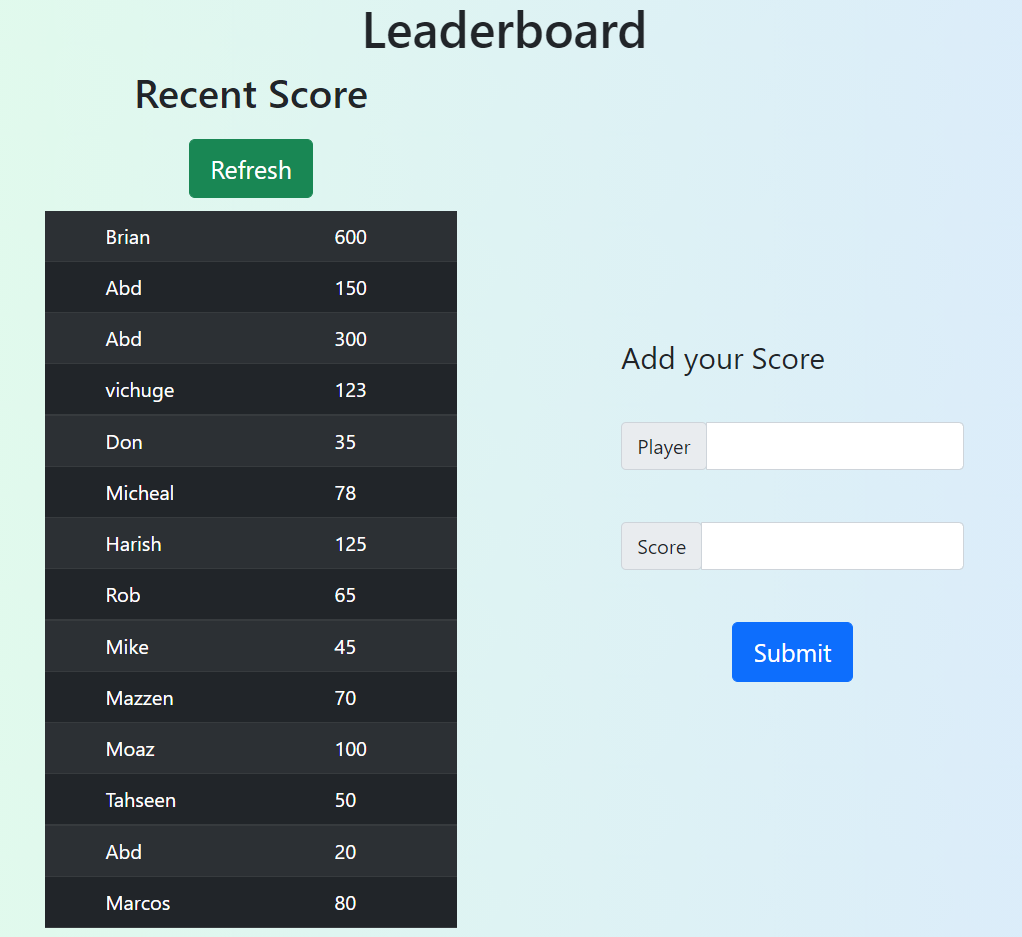 Leaderboard
Recent Score
Refresh
Brian 600
Abd 150
Abd 300
vichuge 123
Don 35
Micheal 78
Harish 125
Rob 65
Mike 45
Mazzen 70
Moaz 100
Tahseen 50
Abd 20
Marcos 80
Add your Score
Player
Score
Submit